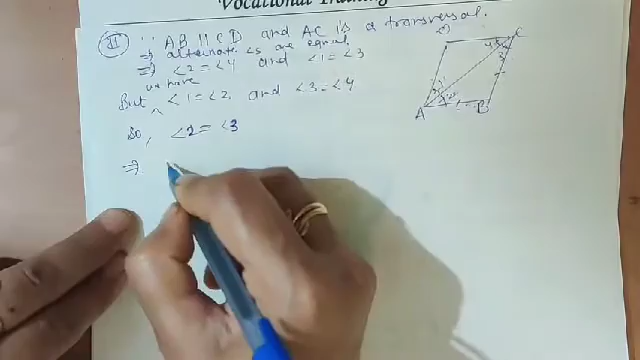 Vocational Training
II ∵ AB || CD and AC is a transversal.
⇒ alternate ∠s are equal
⇒ ∠2 = ∠4 and ∠1 = ∠3
we have
But ^ ∠1 = ∠2 and ∠3 = ∠4
So, ∠2 = ∠3
⇒
C
A
B